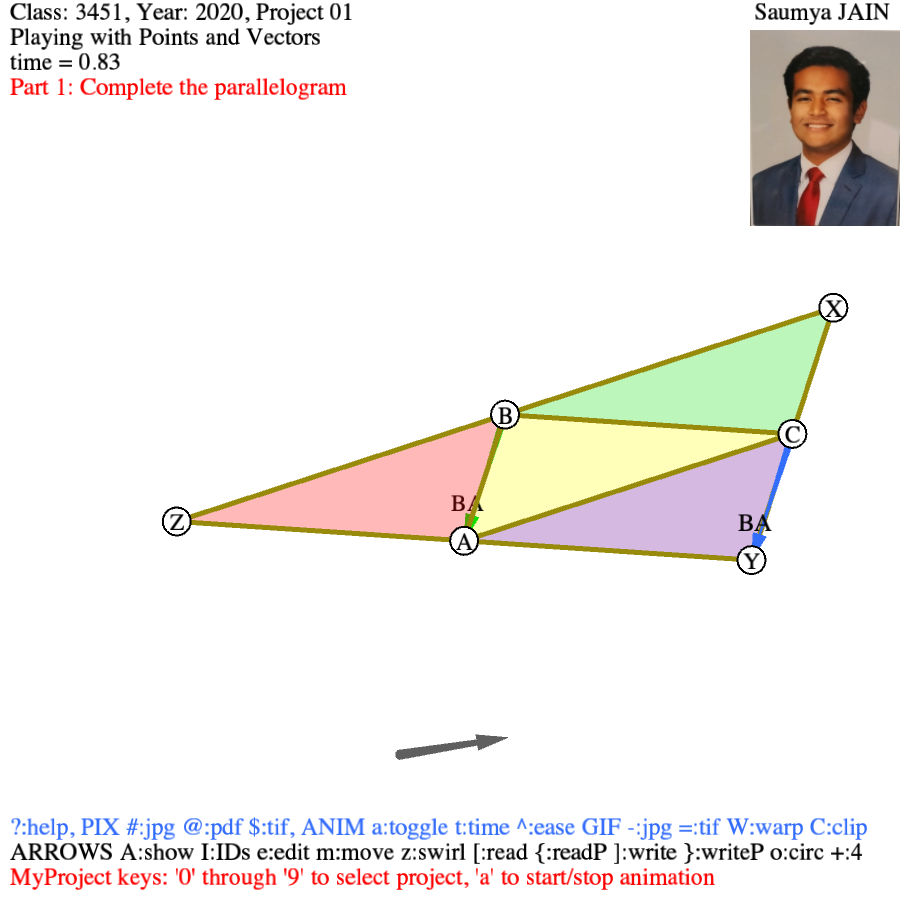 Class: 3451, Year: 2020, Project 01
Saumya JAIN
Playing with Points and Vectors
time = 0.83
Part 1: Complete the parallelogram
X
B
C
BA
Z
BA
A
Y
?:help, PIX #:jpg @:pdf $:tif, ANIM a:toggle t:time ^:ease GIF -:jpg =:tif W:warp C:clip
ARROWS A:show I:IDs e:edit m:move z:swirl [:read {:readP ]:write }:writeP o:circ +:4
MyProject keys: '0' through '9' to select project, 'a' to start/stop animation